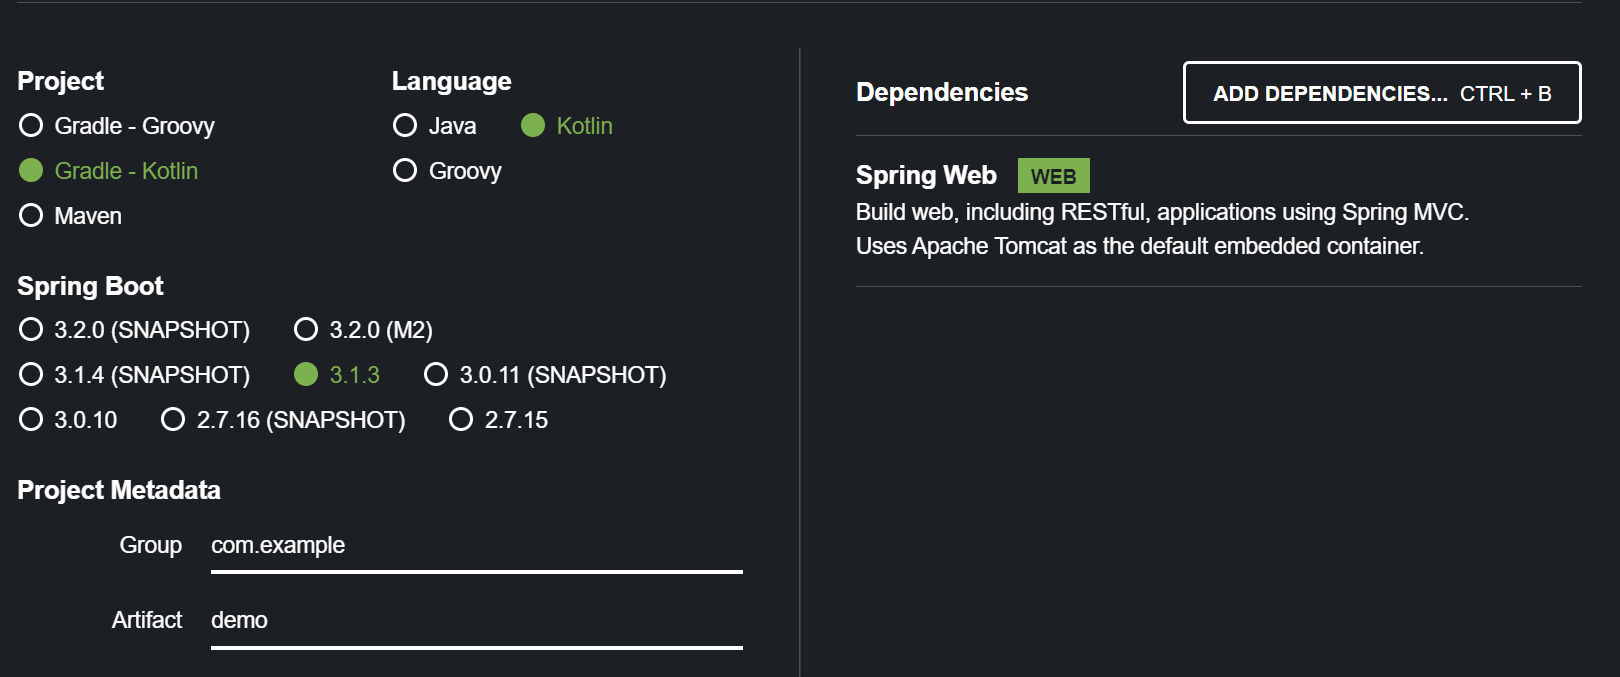 Project
Gradle - Groovy
Gradle - Kotlin
Maven
Language
Java Kotlin
Groovy
Spring Boot
3.2.0 (SNAPSHOT) 3.2.0 (M2)
3.1.4 (SNAPSHOT) 3.1.3 3.0.11 (SNAPSHOT)
3.0.10 2.7.16 (SNAPSHOT) 2.7.15
Project Metadata
Group com.example
Artifact demo
Dependencies ADD DEPENDENCIES... CTRL + B
Spring Web WEB
Build web, including RESTful, applications using Spring MVC.
Uses Apache Tomcat as the default embedded container.